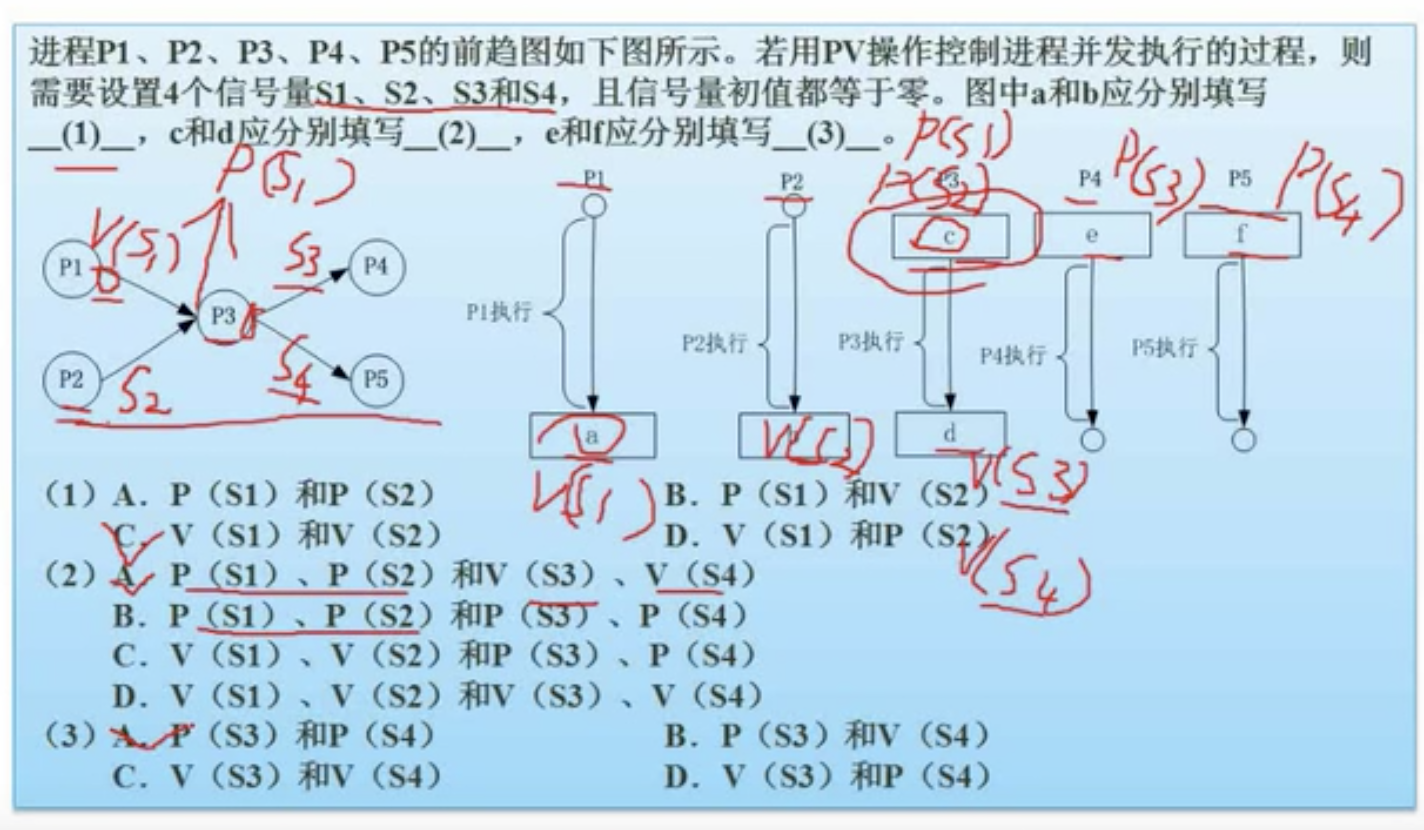 进程P1、P2、P3、P4、P5的前趋图如下图所示。若用PV操作控制进程并发执行的过程，则
需要设置4个信号量S1、S2、S3和S4，且信号量初值都等于零。图中a和b应分别填写
__(1)__，c和d应分别填写__(2)__，e和f应分别填写__(3)__。
P(S1)
P(S1)
P(S2)
P(S3)
P(S4)
P1 P2 P4 P5
V(S1)
c e f
P1 S3 P4
P3
P1执行 P2执行 P3执行 P4执行 P5执行
P2 S2 S4 P5
a V(S2) d
V(S1)
V(S3)
V(S4)
（1）A．P（S1）和P（S2） B．P（S1）和V（S2）
C．V（S1）和V（S2） D．V（S1）和P（S2）
（2）A．P（S1）、P（S2）和V（S3）、V（S4）
B．P（S1）、P（S2）和P（S3）、P（S4）
C．V（S1）、V（S2）和P（S3）、P（S4）
D．V（S1）、V（S2）和V（S3）、V（S4）
（3）A．P（S3）和P（S4） B．P（S3）和V（S4）
C．V（S3）和V（S4） D．V（S3）和P（S4）